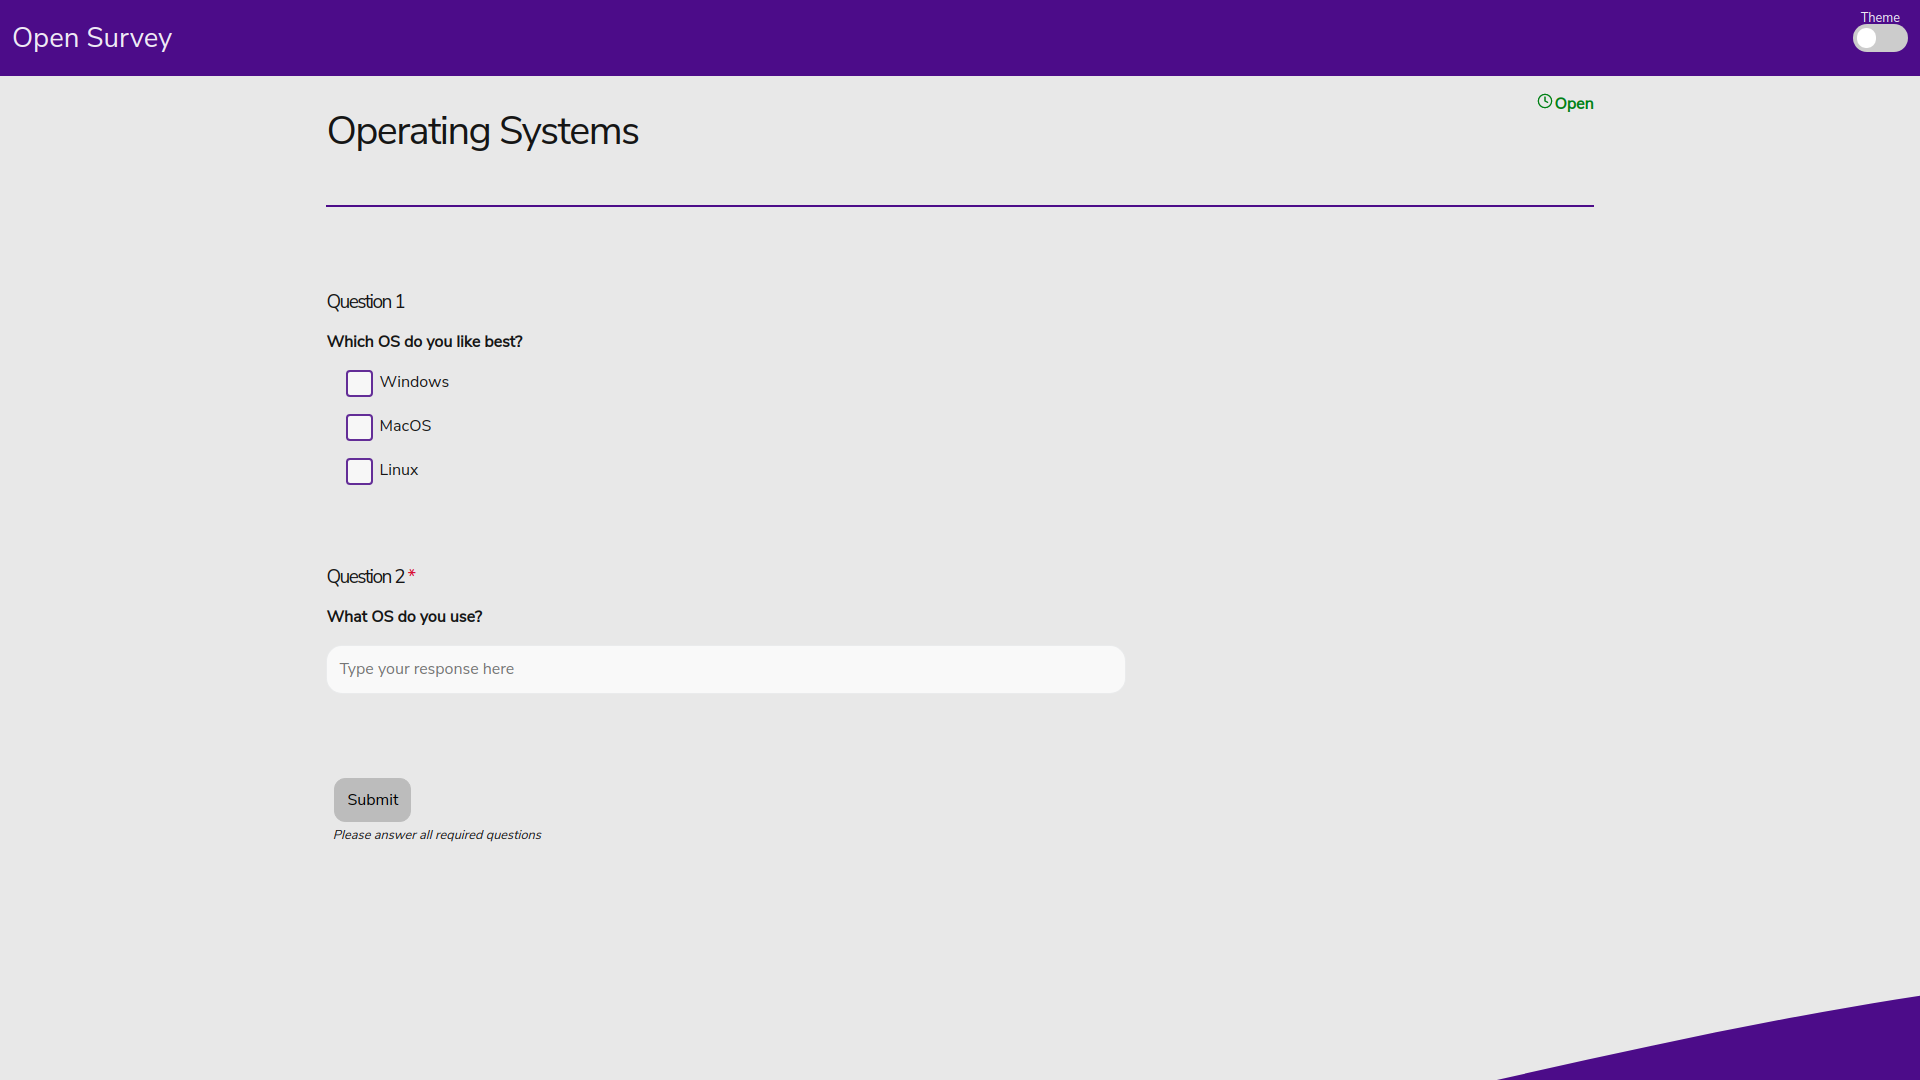 Open Survey
Theme
Open
Operating Systems
Question 1
Which OS do you like best?
Windows
MacOS
Linux
Question 2 *
What OS do you use?
Type your response here
Submit
Please answer all required questions